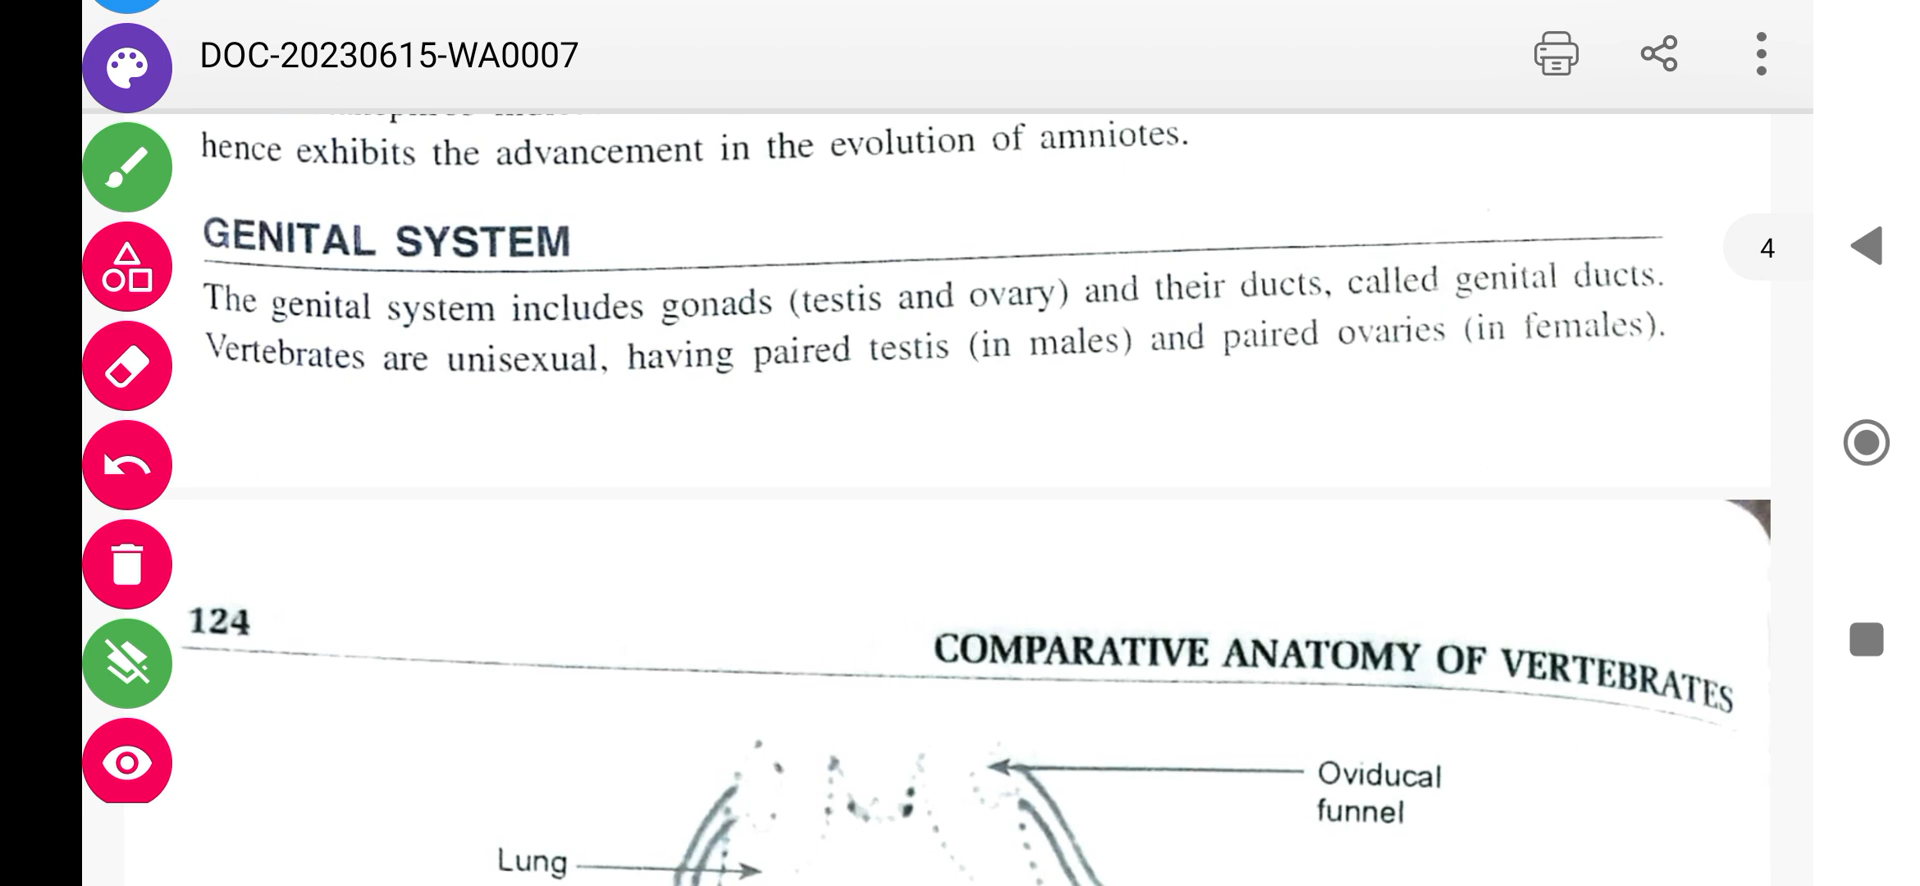 DOC-20230615-WA0007
hence exhibits the advancement in the evolution of amniotes.
GENITAL SYSTEM
4
The genital system includes gonads (testis and ovary) and their ducts, called genital ducts.
Vertebrates are unisexual, having paired testis (in males) and paired ovaries (in females).
124
COMPARATIVE ANATOMY OF VERTEBRATES
Oviducal
funnel
Lung